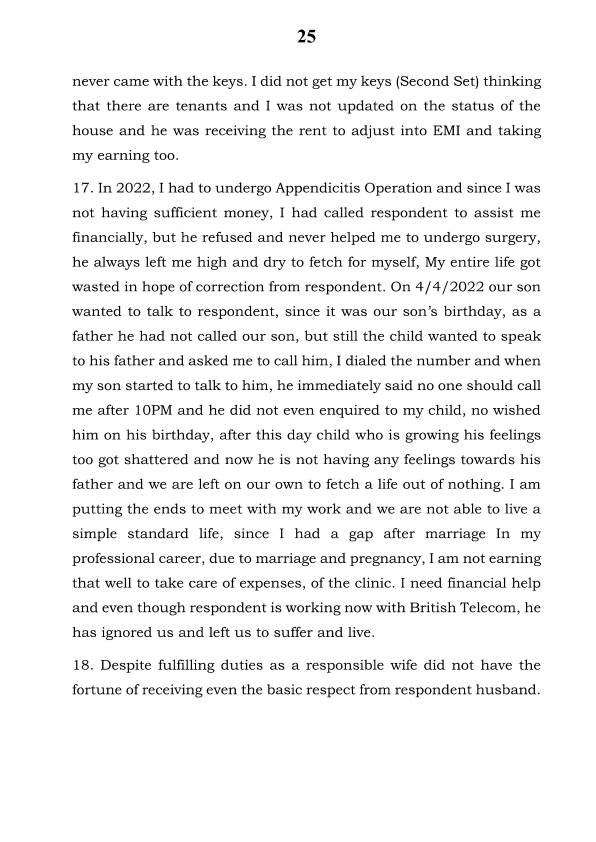 25
never came with the keys. I did not get my keys (Second Set) thinking
that there are tenants and I was not updated on the status of the
house and he was receiving the rent to adjust into EMI and taking
my earning too.
17. In 2022, I had to undergo Appendicitis Operation and since I was
not having sufficient money, I had called respondent to assist me
financially, but he refused and never helped me to undergo surgery,
he always left me high and dry to fetch for myself, My entire life got
wasted in hope of correction from respondent. On 4/4/2022 our son
wanted to talk to respondent, since it was our son’s birthday, as a
father he had not called our son, but still the child wanted to speak
to his father and asked me to call him, I dialed the number and when
my son started to talk to him, he immediately said no one should call
me after 10PM and he did not even enquired to my child, no wished
him on his birthday, after this day child who is growing his feelings
too got shattered and now he is not having any feelings towards his
father and we are left on our own to fetch a life out of nothing. I am
putting the ends to meet with my work and we are not able to live a
simple standard life, since I had a gap after marriage In my
professional career, due to marriage and pregnancy, I am not earning
that well to take care of expenses, of the clinic. I need financial help
and even though respondent is working now with British Telecom, he
has ignored us and left us to suffer and live.
18. Despite fulfilling duties as a responsible wife did not have the
fortune of receiving even the basic respect from respondent husband.